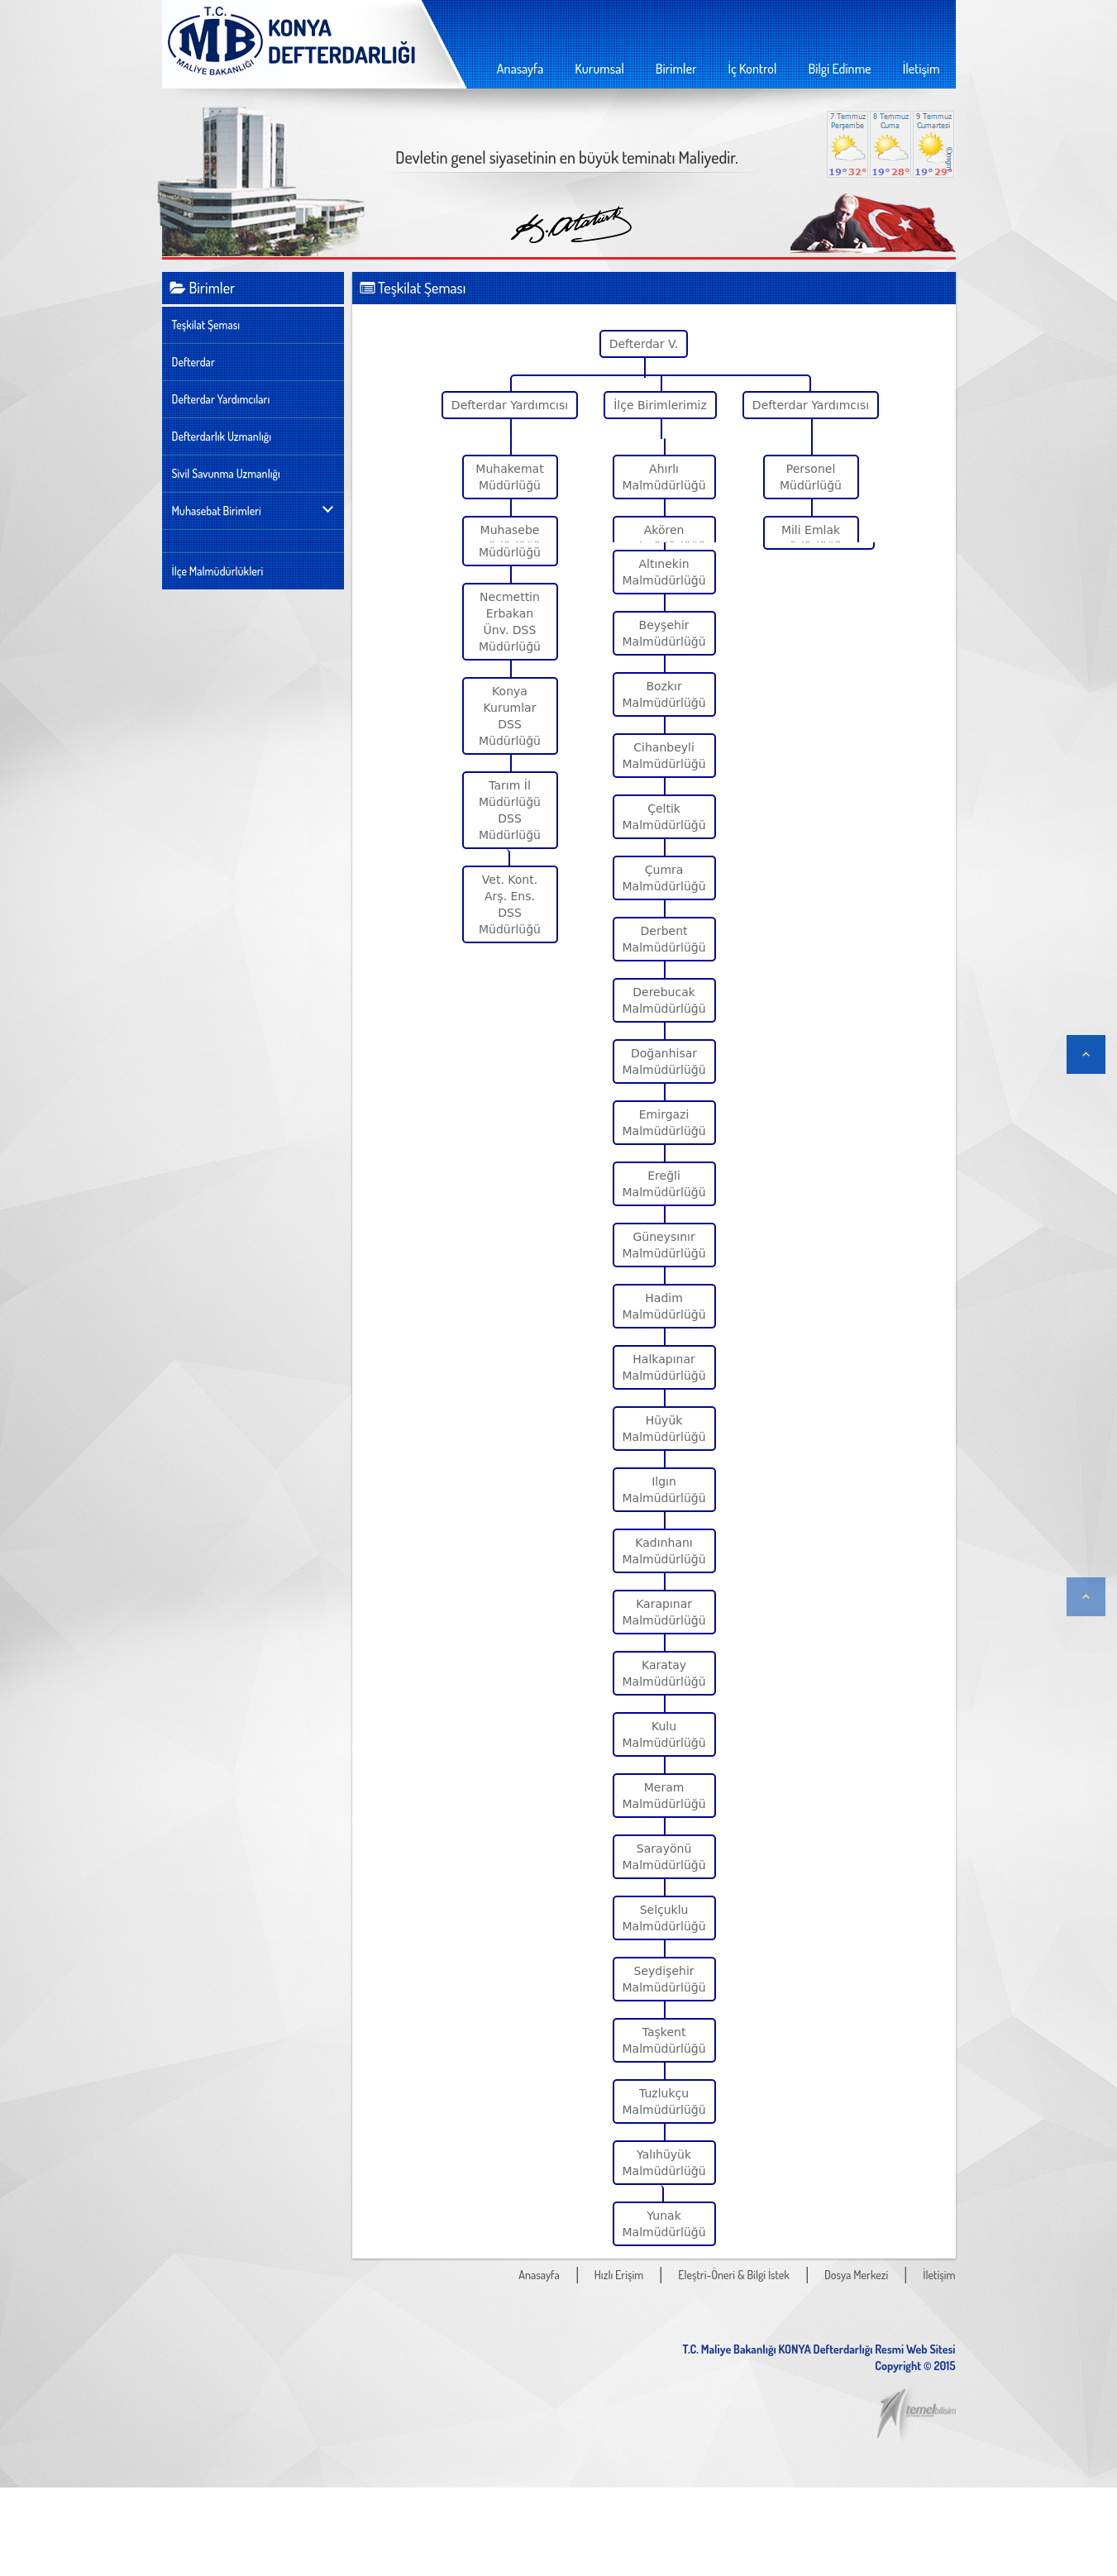 T.C.
MB
MALİYE BAKANLIĞI
KONYA
DEFTERDARLIĞI
Anasayfa
Kurumsal
Birimler
İç Kontrol
Bilgi Edinme
İletişim
Devletin genel siyasetinin en büyük teminatı Maliyedir.
7 Temmuz
Perşembe
19° 32°
8 Temmuz
Cuma
19° 28°
9 Temmuz
Cumartesi
19° 29°
K. Atatürk
Birimler
Teşkilat Şeması
Defterdar
Defterdar Yardımcıları
Defterdarlık Uzmanlığı
Sivil Savunma Uzmanlığı
Muhasebat Birimleri
İlçe Malmüdürlükleri
Teşkilat Şeması
Defterdar V.
Defterdar Yardımcısı
İlçe Birimlerimiz
Defterdar Yardımcısı
Muhakemat
Müdürlüğü
Muhasebe
Müdürlüğü
Necmettin
Erbakan
Ünv. DSS
Müdürlüğü
Konya
Kurumlar
DSS
Müdürlüğü
Tarım İl
Müdürlüğü
DSS
Müdürlüğü
Vet. Kont.
Arş. Ens.
DSS
Müdürlüğü
Ahırlı
Malmüdürlüğü
Akören
Altınekin
Malmüdürlüğü
Beyşehir
Malmüdürlüğü
Bozkır
Malmüdürlüğü
Cihanbeyli
Malmüdürlüğü
Çeltik
Malmüdürlüğü
Çumra
Malmüdürlüğü
Derbent
Malmüdürlüğü
Derebucak
Malmüdürlüğü
Doğanhisar
Malmüdürlüğü
Emirgazi
Malmüdürlüğü
Ereğli
Malmüdürlüğü
Güneysınır
Malmüdürlüğü
Hadim
Malmüdürlüğü
Halkapınar
Malmüdürlüğü
Hüyük
Malmüdürlüğü
Ilgın
Malmüdürlüğü
Kadınhanı
Malmüdürlüğü
Karapınar
Malmüdürlüğü
Karatay
Malmüdürlüğü
Kulu
Malmüdürlüğü
Meram
Malmüdürlüğü
Sarayönü
Malmüdürlüğü
Selçuklu
Malmüdürlüğü
Seydişehir
Malmüdürlüğü
Taşkent
Malmüdürlüğü
Tuzlukçu
Malmüdürlüğü
Yalıhüyük
Malmüdürlüğü
Yunak
Malmüdürlüğü
Personel
Müdürlüğü
Mili Emlak
Anasayfa
Hızlı Erişim
Eleştri-Öneri & Bilgi İstek
Dosya Merkezi
İletişim
T.C. Maliye Bakanlığı KONYA Defterdarlığı Resmi Web Sitesi
Copyright © 2015
temelbilisim